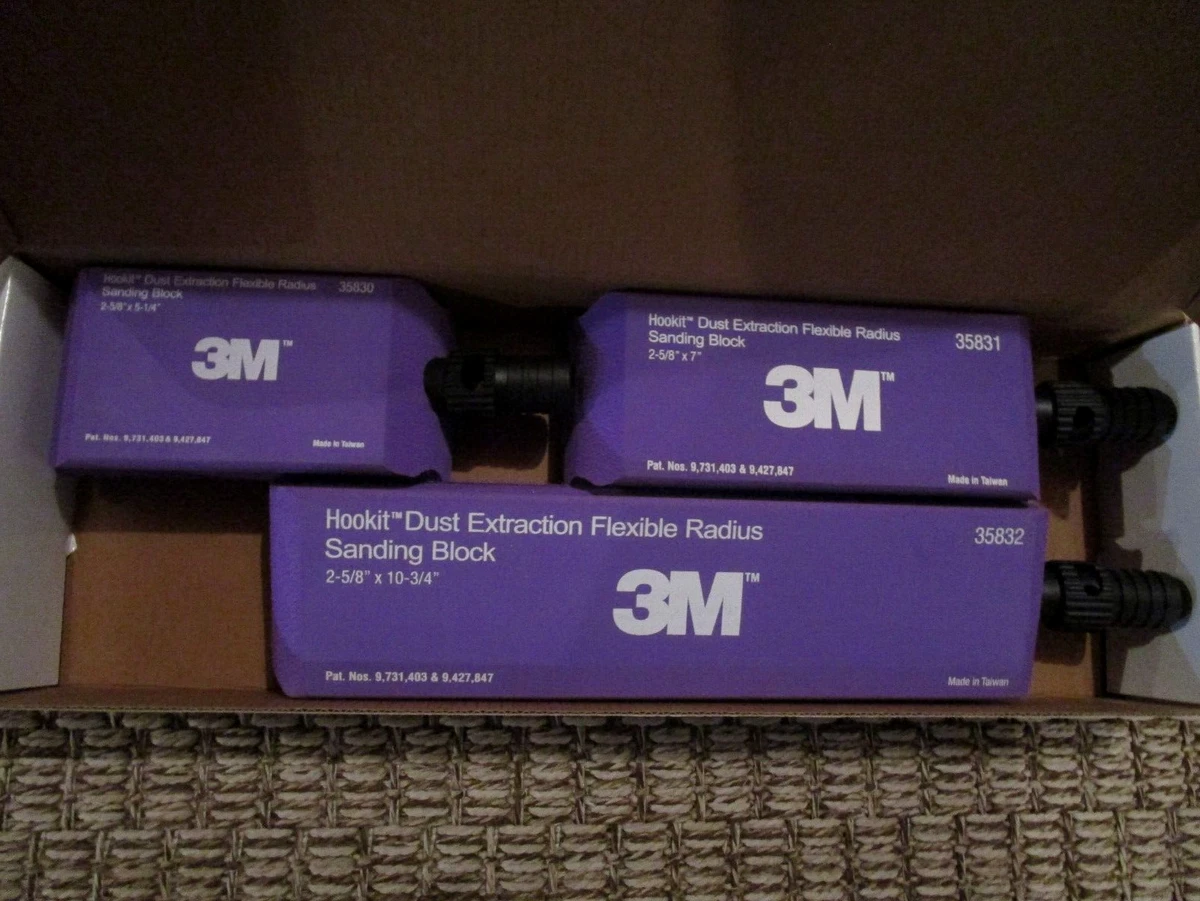 Hookit™ Dust Extraction Flexible Radius 35830
Sanding Block
2-5/8" x 5-1/4"
3M™
Pat. Nos. 9,731,403 & 9,427,847
Made in Taiwan
Hookit™ Dust Extraction Flexible Radius 35831
Sanding Block
2-5/8" x 7"
3M™
Pat. Nos. 9,731,403 & 9,427,847
Made in Taiwan
Hookit™ Dust Extraction Flexible Radius 35832
Sanding Block
2-5/8" x 10-3/4"
3M™
Pat. Nos. 9,731,403 & 9,427,847
Made in Taiwan